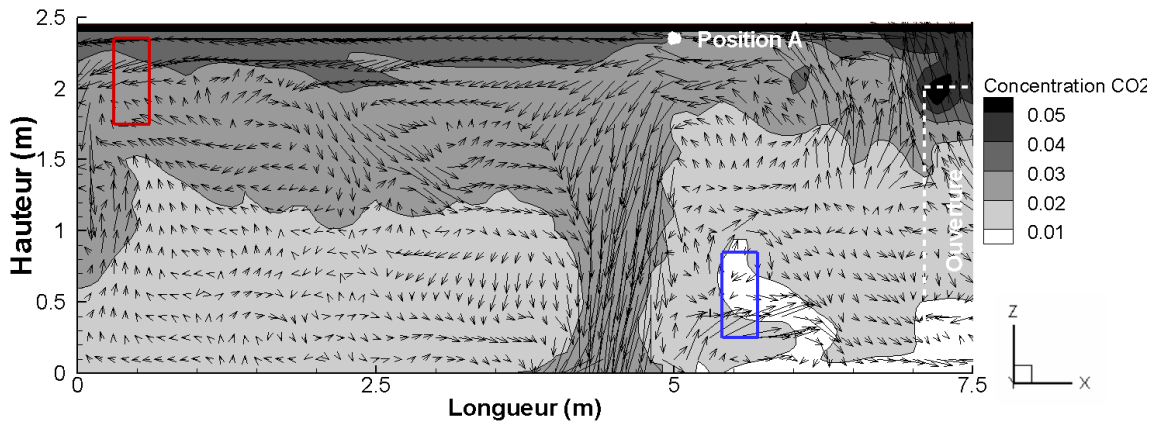 2.5
2
1.5
1
0.5
0
Hauteur (m)
0
2.5
5
7.5
Longueur (m)
Position A
Ouverture
Concentration CO2
0.05
0.04
0.03
0.02
0.01
Z
Y
X